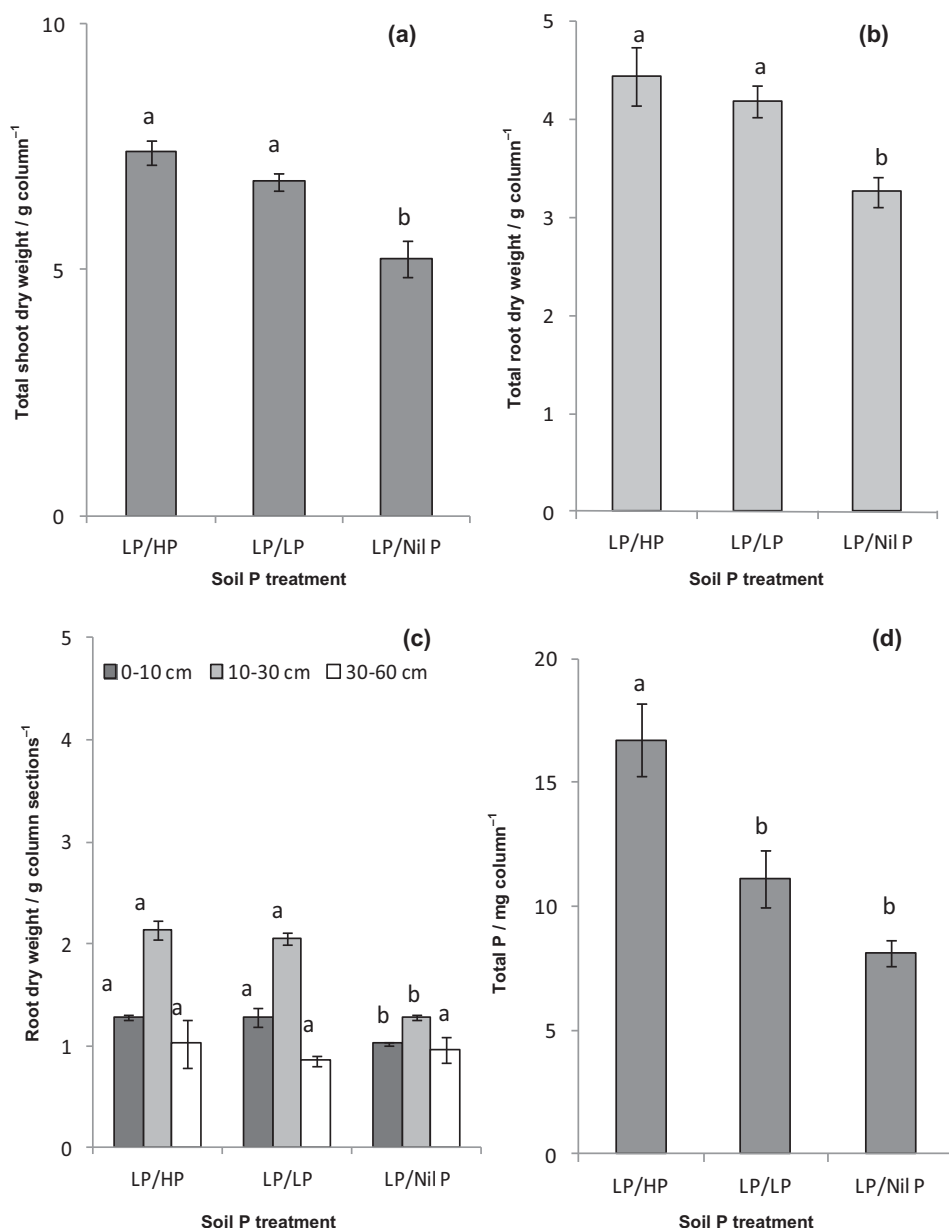 (a)
Total shoot dry weight / g column⁻¹
10
5
0
a
a
b
LP/HP LP/LP LP/Nil P
Soil P treatment
(b)
Total root dry weight / g column⁻¹
5
4
3
2
1
0
a
a
b
LP/HP LP/LP LP/Nil P
Soil P treatment
(c)
0-10 cm 10-30 cm 30-60 cm
Root dry weight / g column sections⁻¹
5
4
3
2
1
0
a a a
a a a
b b a
LP/HP LP/LP LP/Nil P
Soil P treatment
(d)
Total P / mg column⁻¹
20
15
10
5
0
a
b
b
LP/HP LP/LP LP/Nil P
Soil P treatment